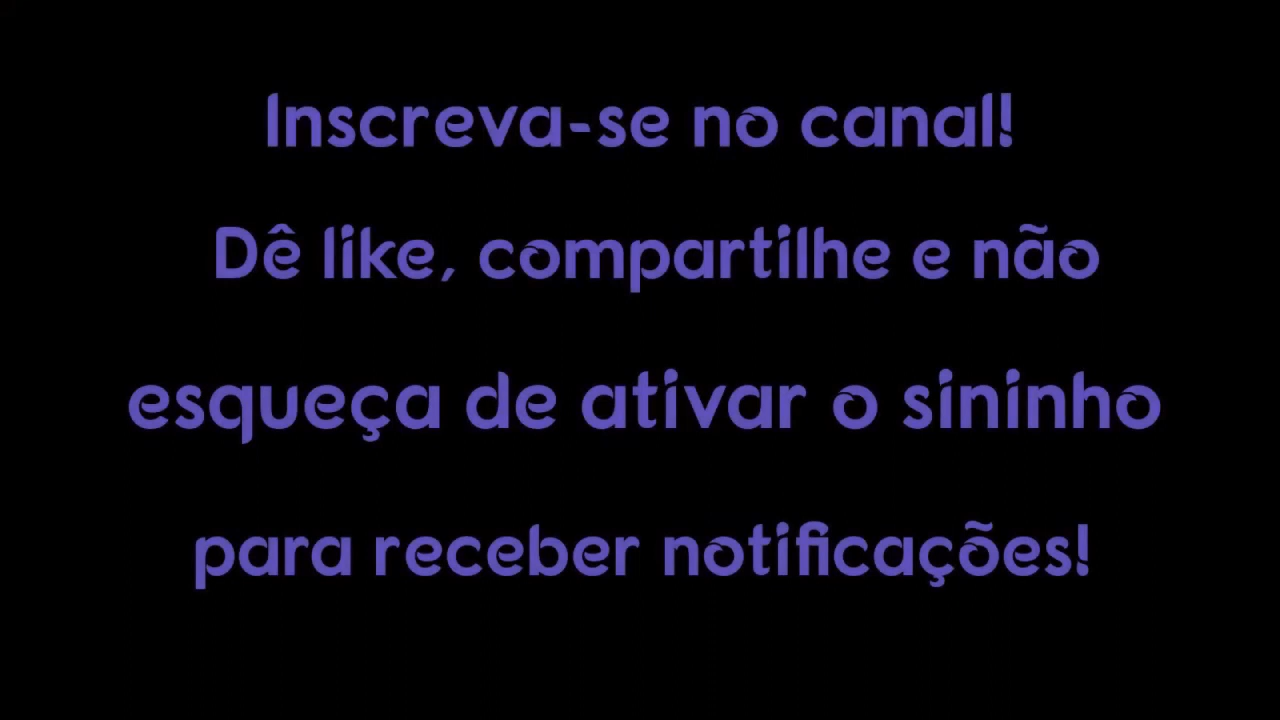 Inscreva-se no canal!
Dê like, compartilhe e não
esqueça de ativar o sininho
para receber notificações!